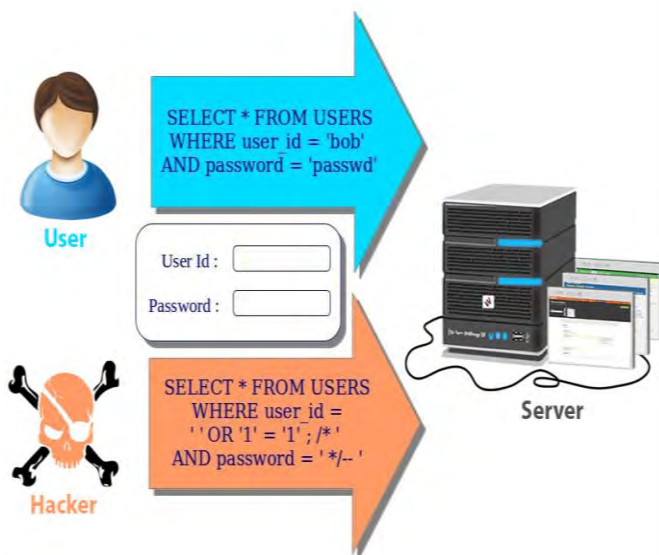 SELECT * FROM USERS
WHERE user_id = 'bob'
AND password = 'passwd'
User
User Id :
Password :
SELECT * FROM USERS
WHERE user_id =
' ' OR '1' = '1' ; /* '
AND password = ' */-- '
Hacker
Server